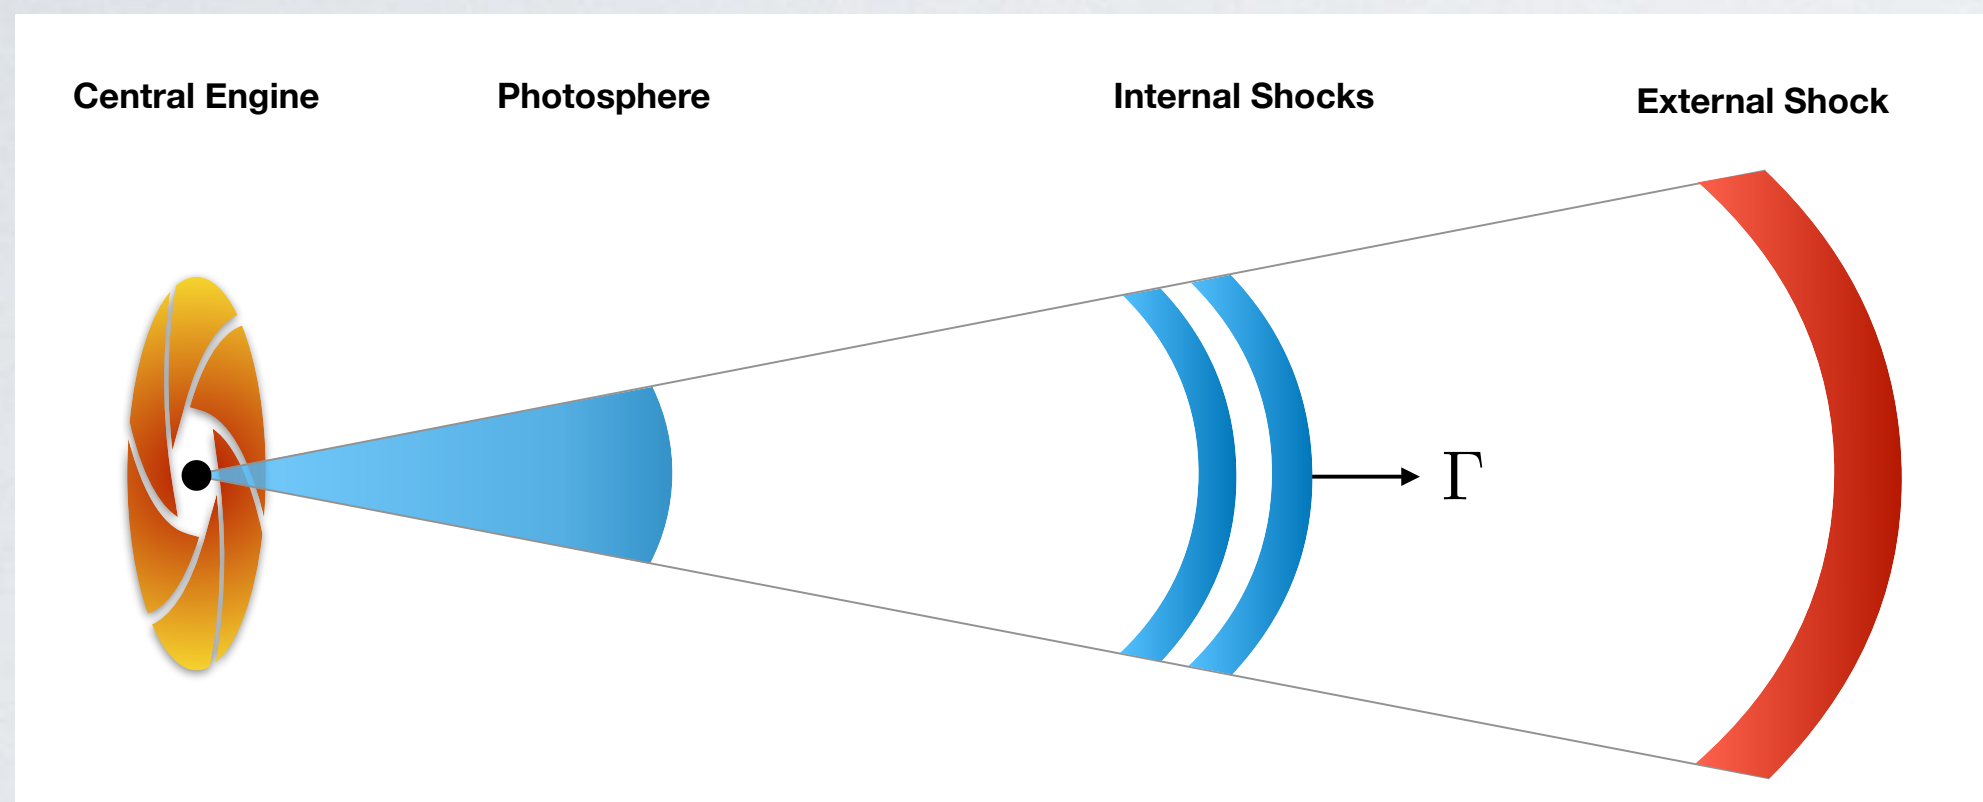 Central Engine
Photosphere
Internal Shocks
External Shock
Γ